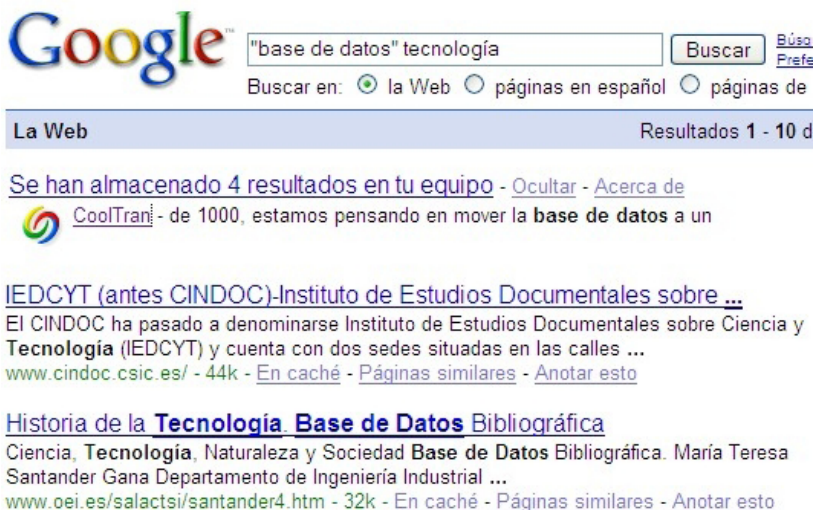 Google™
"base de datos" tecnología Buscar
Buscar en: la Web páginas en español páginas de
La Web Resultados 1 - 10 d
Se han almacenado 4 resultados en tu equipo - Ocultar - Acerca de
CoolTran - de 1000, estamos pensando en mover la base de datos a un
IEDCYT (antes CINDOC)-Instituto de Estudios Documentales sobre ...
El CINDOC ha pasado a denominarse Instituto de Estudios Documentales sobre Ciencia y
Tecnología (IEDCYT) y cuenta con dos sedes situadas en las calles ...
www.cindoc.csic.es/ - 44k - En caché - Páginas similares - Anotar esto
Historia de la Tecnología. Base de Datos Bibliográfica
Ciencia, Tecnología, Naturaleza y Sociedad Base de Datos Bibliográfica. María Teresa
Santander Gana Departamento de Ingeniería Industrial ...
www.oei.es/salactsi/santander4.htm - 32k - En caché - Páginas similares - Anotar esto